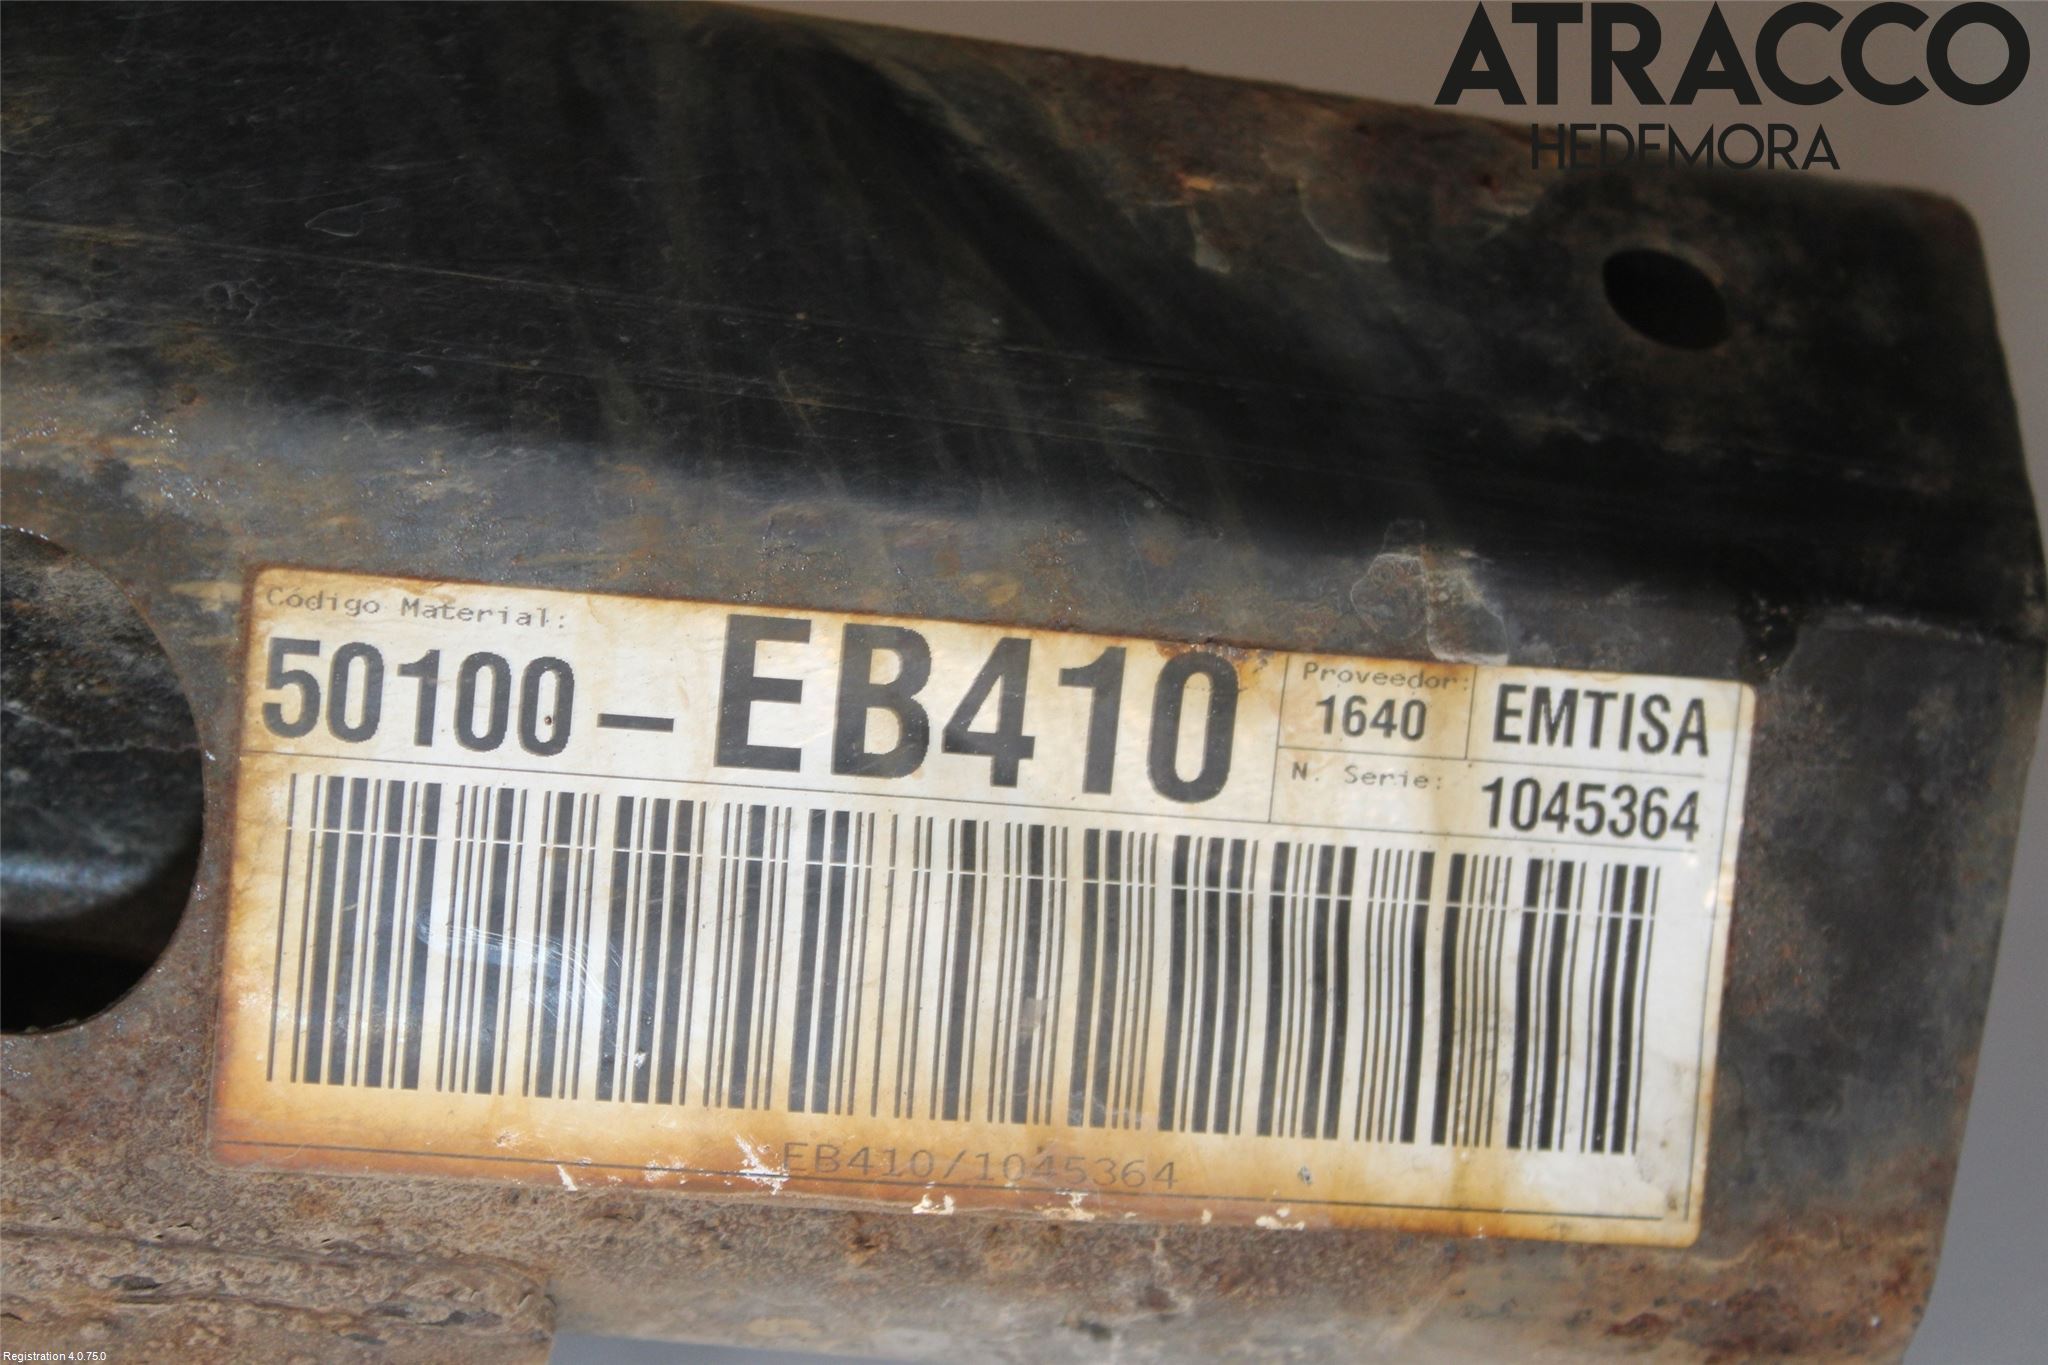 ATRACCO
HEDEMORA
Código Material:
50100-EB410
Proveedor:
1640
EMTISA
N. Serie:
1045364
EB410/1045364
Registration 4.0.75.0